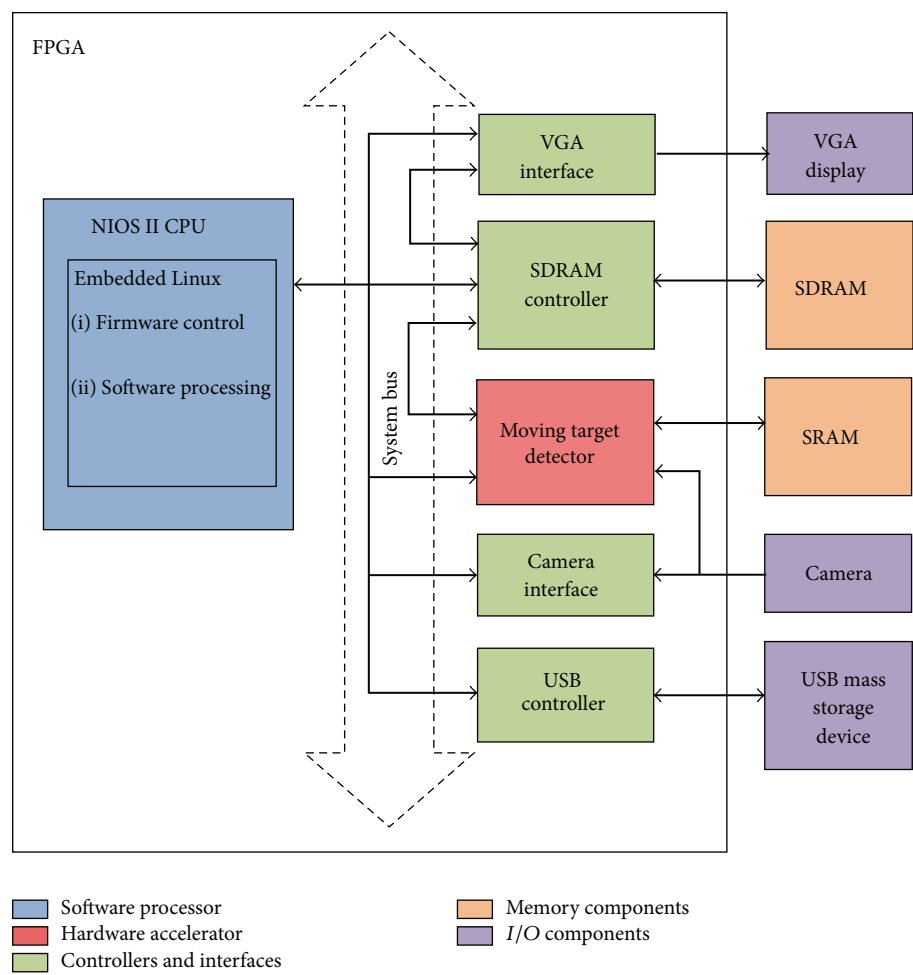 FPGA
NIOS II CPU
Embedded Linux
(i) Firmware control
(ii) Software processing
System bus
VGA
interface
SDRAM
controller
Moving target
detector
Camera
interface
USB
controller
VGA
display
SDRAM
SRAM
Camera
USB mass
storage
device
Software processor
Hardware accelerator
Controllers and interfaces
Memory components
I/O components